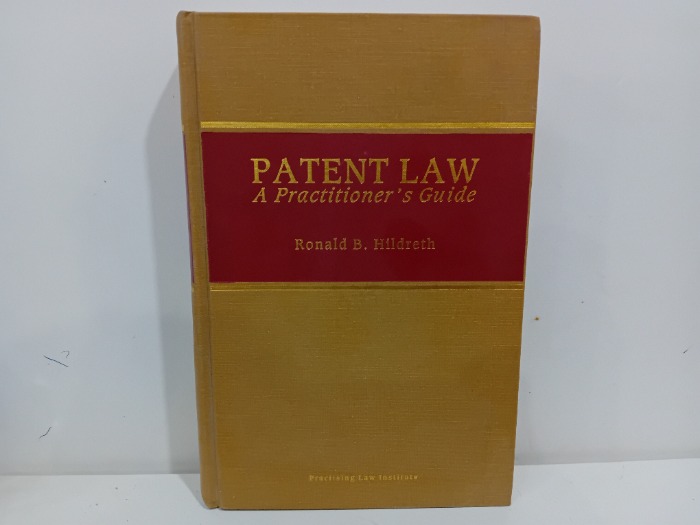 PATENT LAW
A Practitioner's Guide
Ronald B. Hildreth
Practising Law Institute